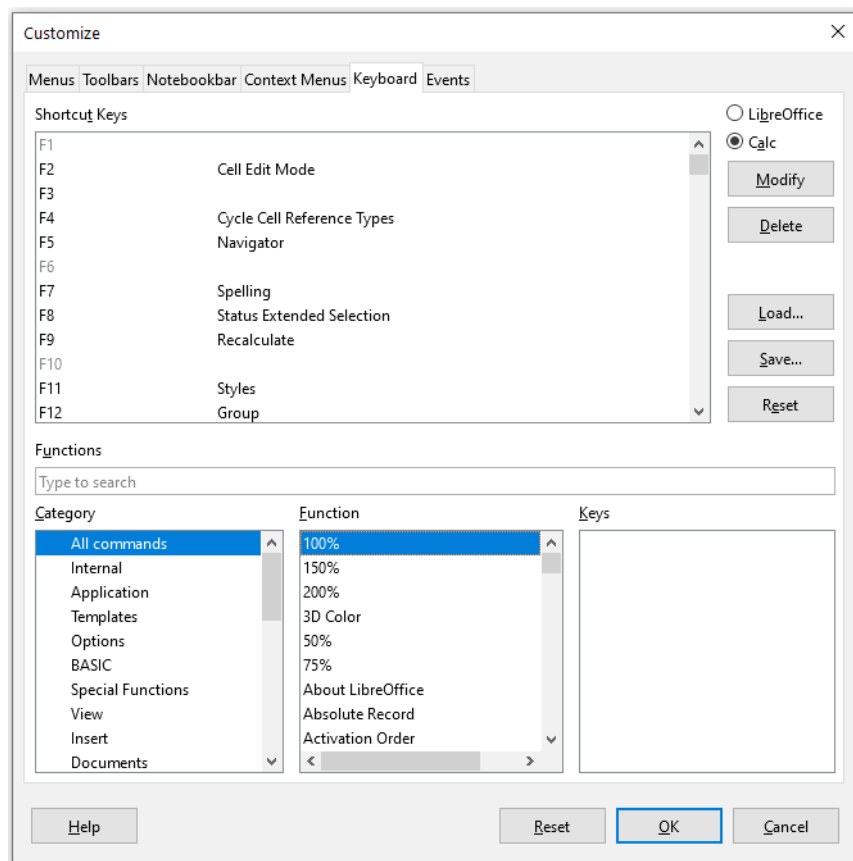 Customize
Menus Toolbars Notebookbar Context Menus Keyboard Events
Shortcut Keys
LibreOffice
Calc
Modify
Delete
Load...
Save...
Reset
F1
F2 Cell Edit Mode
F3
F4 Cycle Cell Reference Types
F5 Navigator
F6
F7 Spelling
F8 Status Extended Selection
F9 Recalculate
F10
F11 Styles
F12 Group
Functions
Type to search
Category
All commands
Internal
Application
Templates
Options
BASIC
Special Functions
View
Insert
Documents
Function
100%
150%
200%
3D Color
50%
75%
About LibreOffice
Absolute Record
Activation Order
Keys
Help
Reset
OK
Cancel